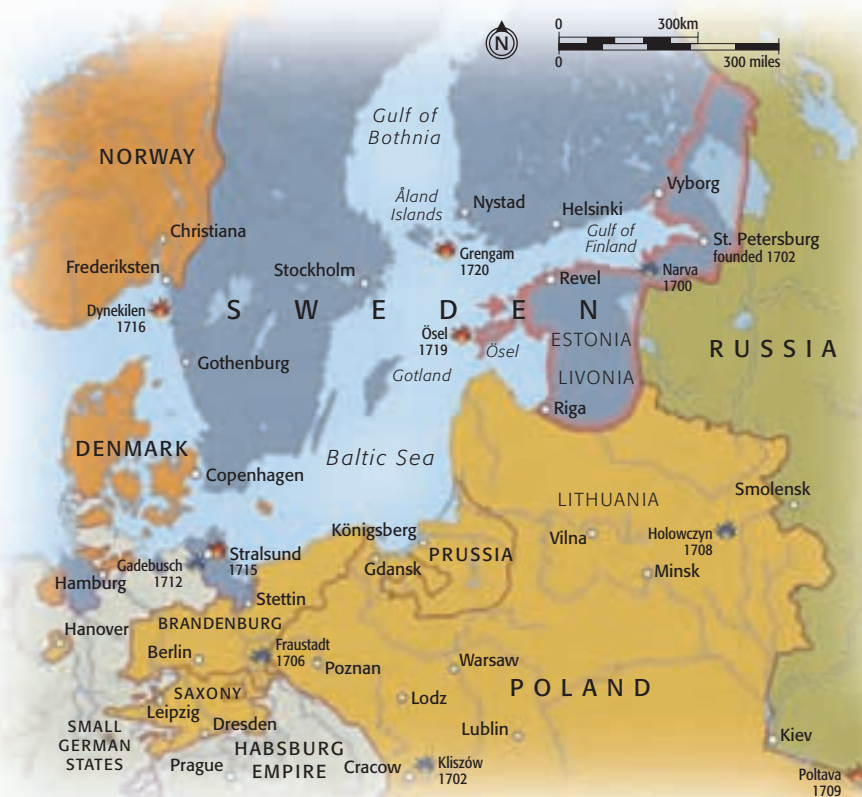 0 300km
N
0 300 miles
Gulf of
Bothnia
NORWAY
Vyborg
Åland
Islands
Nystad
Helsinki
Christiana
Gulf of
Finland
St. Petersburg
founded 1702
Grengam
1720
Frederiksten
Stockholm
Revel
Narva
1700
Dynekilen
1716
SWEDEN
Ösel
1719
Ösel
ESTONIA
RUSSIA
Gothenburg
Gotland
LIVONIA
Riga
DENMARK
Baltic Sea
Copenhagen
LITHUANIA
Smolensk
Königsberg
Vilna
Holowczyn
1708
Stralsund
1715
Gadebusch
1712
PRUSSIA
Gdansk
Minsk
Hamburg
Stettin
BRANDENBURG
Hanover
Berlin
Fraustadt
1706
Poznan
Warsaw
POLAND
SAXONY
Leipzig
Lodz
Dresden
Lublin
SMALL
GERMAN
STATES
HABSBURG
EMPIRE
Kiev
Prague
Cracow
Kliszów
1702
Poltava
1709